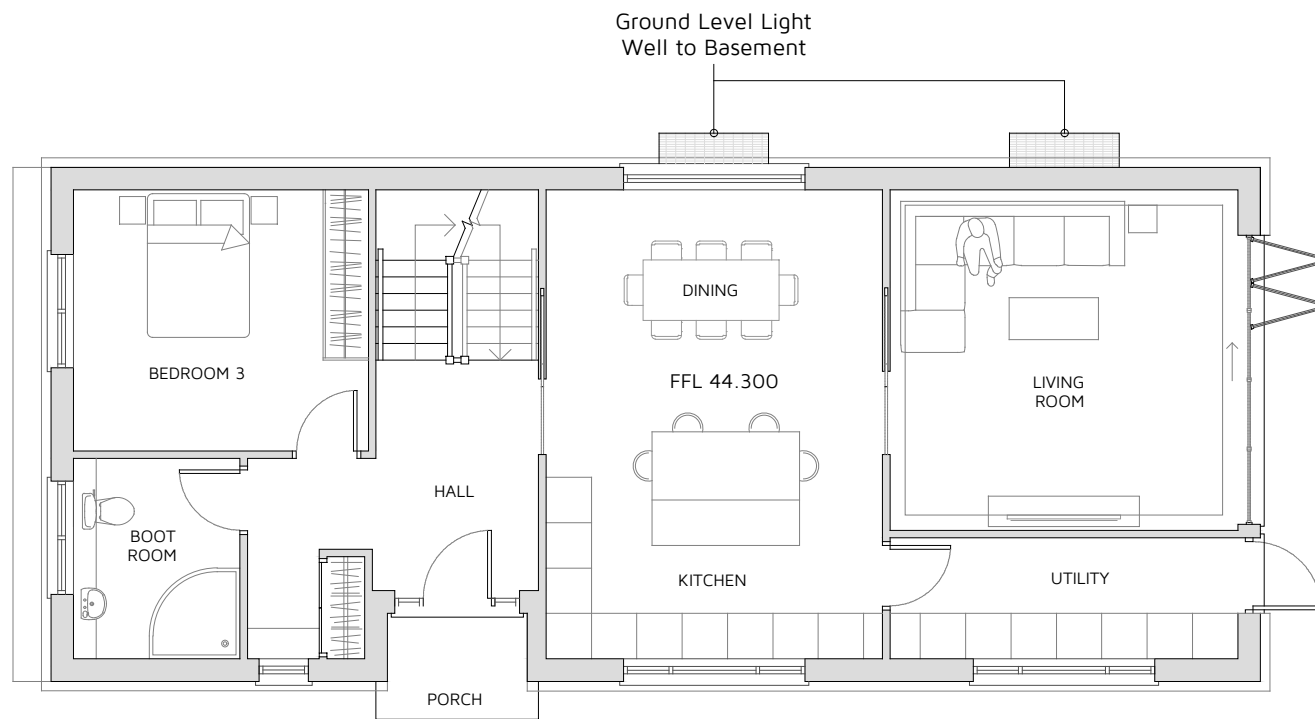 Ground Level Light
Well to Basement
DINING
BEDROOM 3
FFL 44.300
LIVING
ROOM
HALL
BOOT
ROOM
KITCHEN
UTILITY
PORCH